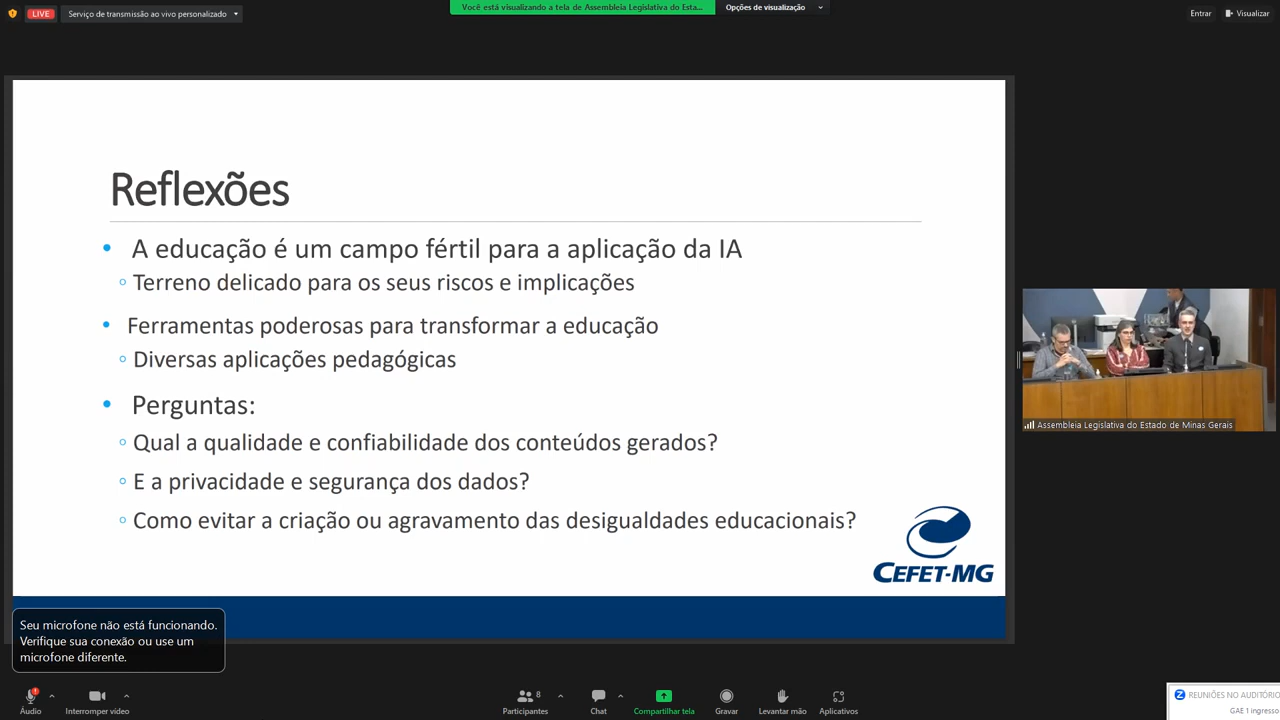 LIVE
Serviço de transmissão ao vivo personalizado
Você está visualizando a tela de Assembleia Legislativa do Esta...
Opções de visualização
Entrar
Visualizar
Reflexões
• A educação é um campo fértil para a aplicação da IA
◦ Terreno delicado para os seus riscos e implicações
• Ferramentas poderosas para transformar a educação
◦ Diversas aplicações pedagógicas
• Perguntas:
◦ Qual a qualidade e confiabilidade dos conteúdos gerados?
◦ E a privacidade e segurança dos dados?
◦ Como evitar a criação ou agravamento das desigualdades educacionais?
CEFET-MG
Assembleia Legislativa do Estado de Minas Gerais
Seu microfone não está funcionando.
Verifique sua conexão ou use um
microfone diferente.
Áudio
Interromper vídeo
Participantes
8
Chat
Compartilhar tela
Gravar
Levantar mão
Aplicativos
REUNIÕES NO AUDITÓRIO
GAE 1 ingresso